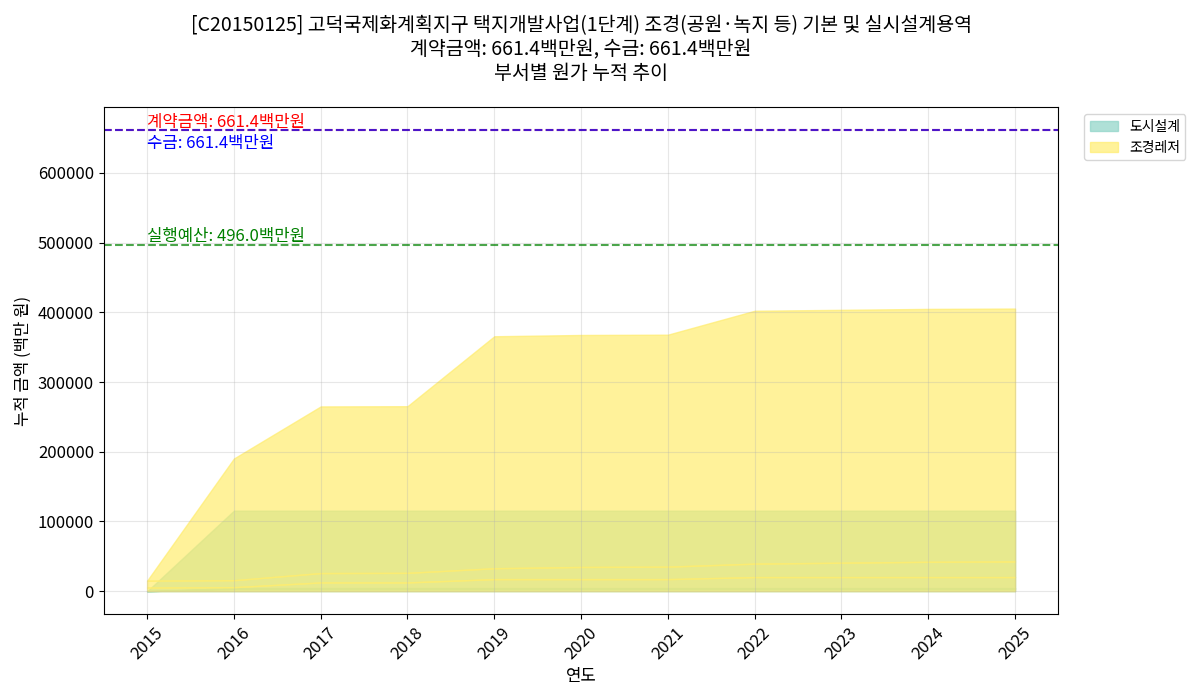 [C20150125] 고덕국제화계획지구 택지개발사업(1단계) 조경(공원·녹지 등) 기본 및 실시설계용역
계약금액: 661.4백만원, 수금: 661.4백만원
부서별 원가 누적 추이
계약금액: 661.4백만원
수금: 661.4백만원
실행예산: 496.0백만원
도시설계
조경레저
누적 금액 (백만 원)
600000
500000
400000
300000
200000
100000
0
2015 2016 2017 2018 2019 2020 2021 2022 2023 2024 2025
연도